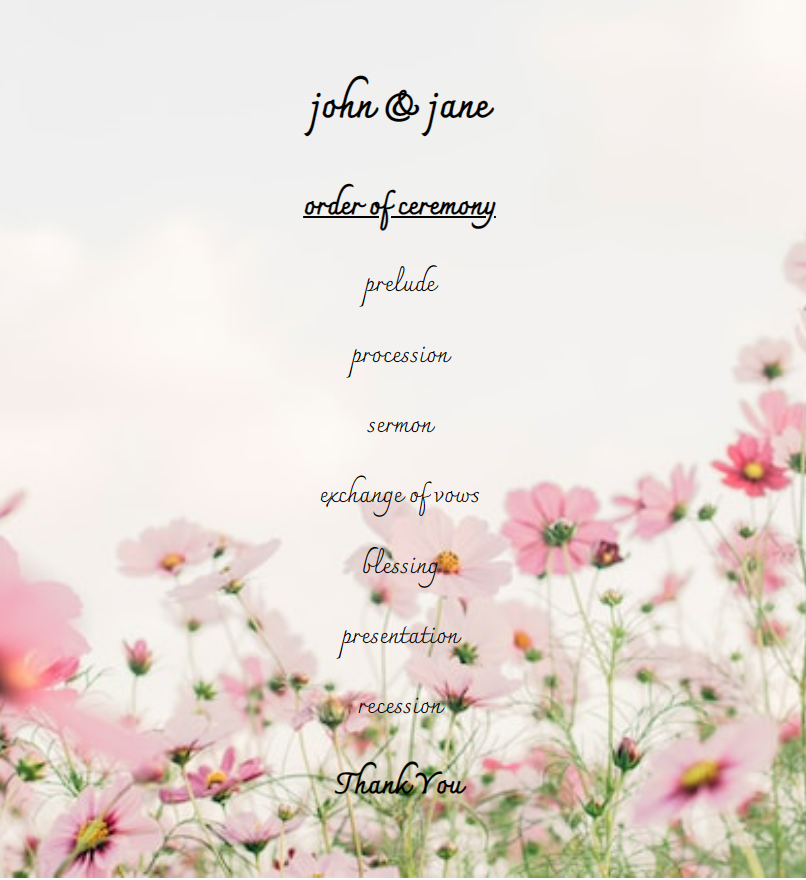 john & jane
order of ceremony
prelude
procession
sermon
exchange of vows
blessing
presentation
recession
Thank You